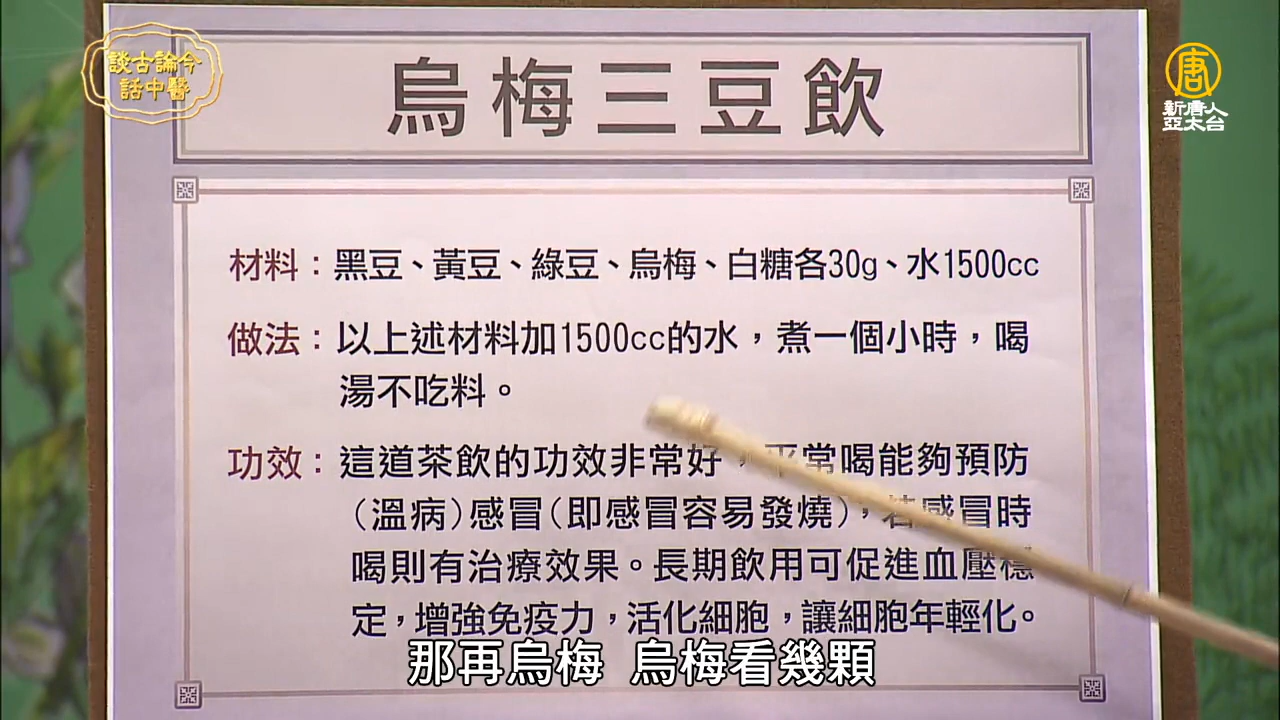 談古論今
話中醫
唐
新唐人
亞太台
烏梅三豆飲
材料：黑豆、黃豆、綠豆、烏梅、白糖各30g、水1500cc
做法：以上述材料加1500cc的水，煮一個小時，喝
湯不吃料。
功效：這道茶飲的功效非常好，平常喝能夠預防
（溫病）感冒（即感冒容易發燒），若感冒時
喝則有治療效果。長期飲用可促進血壓穩
定，增強免疫力，活化細胞，讓細胞年輕化。
那再烏梅 烏梅看幾顆